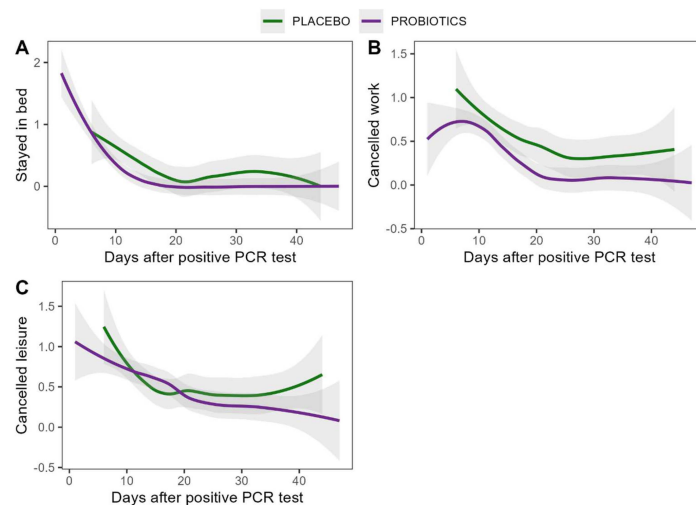 PLACEBO PROBIOTICS
A
Stayed in bed
2
1
0
0 10 20 30 40
Days after positive PCR test
B
Cancelled work
1.5
1.0
0.5
0.0
-0.5
0 10 20 30 40
Days after positive PCR test
C
Cancelled leisure
1.5
1.0
0.5
0.0
-0.5
0 10 20 30 40
Days after positive PCR test